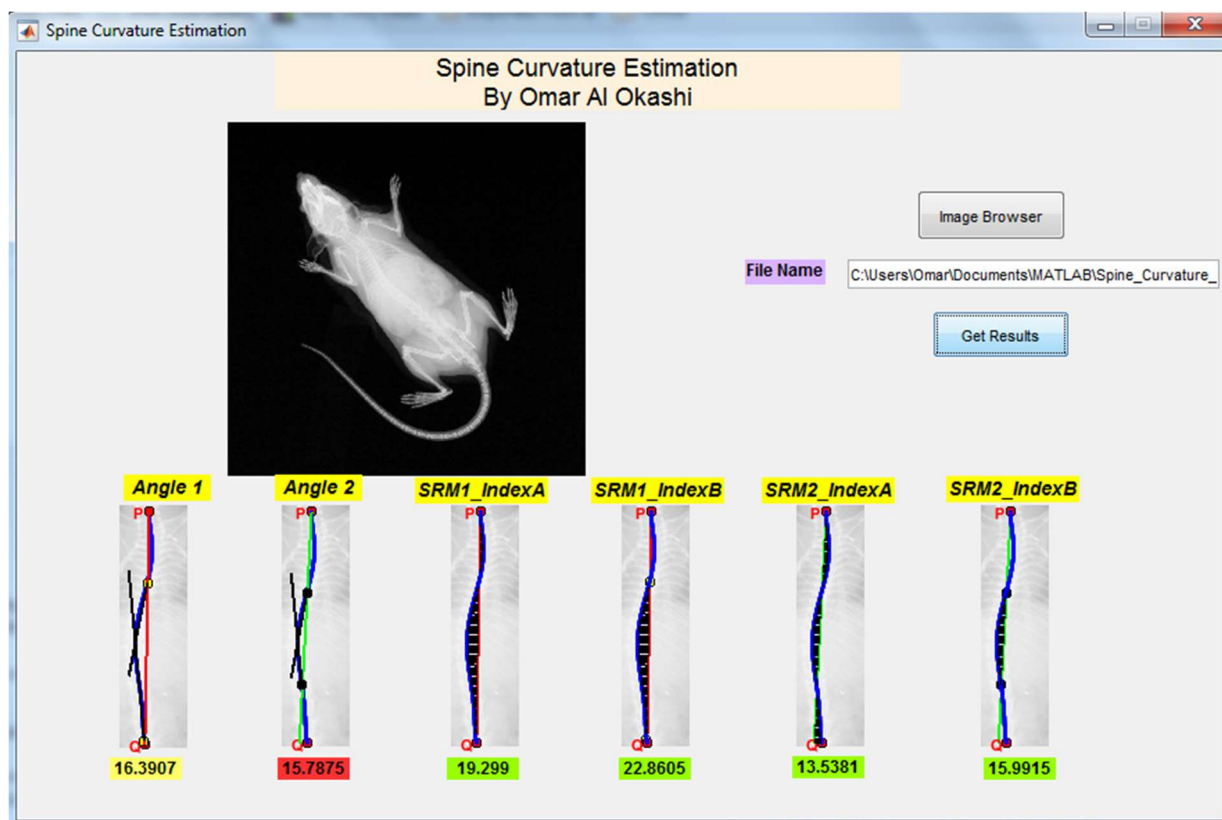 Spine Curvature Estimation
Spine Curvature Estimation
By Omar Al Okashi
Image Browser
File Name
C:\Users\Omar\Documents\MATLAB\Spine_Curvature_
Get Results
Angle 1
Angle 2
SRM1_IndexA
SRM1_IndexB
SRM2_IndexA
SRM2_IndexB
P
P
P
P
P
P
Q
Q
Q
Q
Q
Q
16.3907
15.7875
19.299
22.8605
13.5381
15.9915